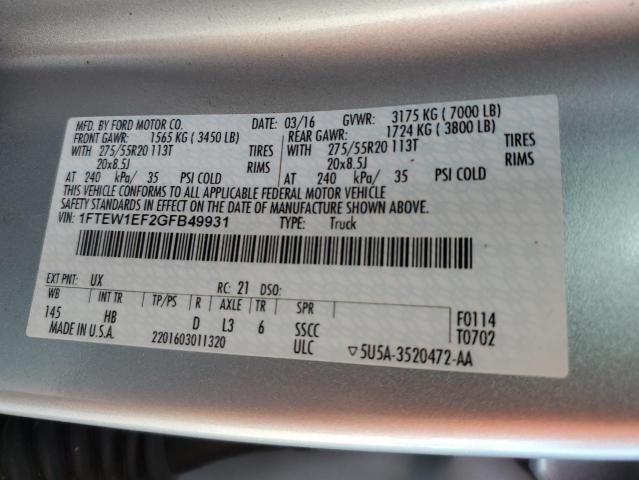 MFD. BY FORD MOTOR CO. DATE: 03/16 GVWR: 3175 KG ( 7000 LB)
FRONT GAWR: 1565 KG ( 3450 LB) REAR GAWR: 1724 KG ( 3800 LB)
WITH 275/55R20 113T TIRES WITH 275/55R20 113T TIRES
20x8.5J RIMS 20x8.5J RIMS
AT 240 kPa/ 35 PSI COLD AT 240 kPa/ 35 PSI COLD
THIS VEHICLE CONFORMS TO ALL APPLICABLE FEDERAL MOTOR VEHICLE
SAFETY STANDARDS IN EFFECT ON THE DATE OF MANUFACTURE SHOWN ABOVE
VIN: 1FTEW1EF2GFB49931 TYPE: Truck
EXT PNT: UX RC: 21 DSO:
WB INT TR TP/PS R AXLE TR SPR
145 HB D L3 6 SSCC F0114
MADE IN U.S.A. 2201603011320 ULC T0702
▽5U5A-3520472-AA